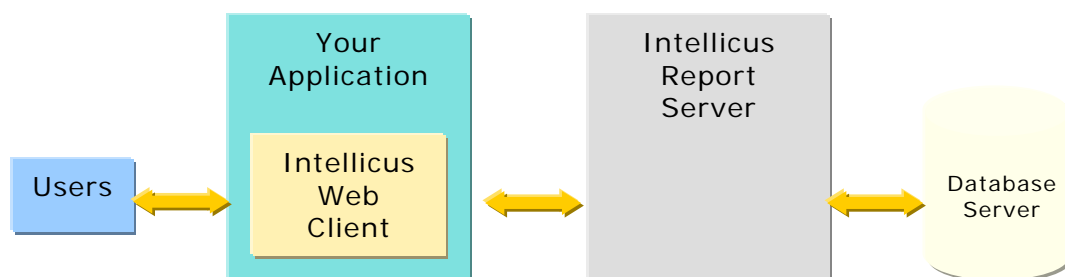 Users
Your
Application
Intellicus
Web
Client
Intellicus
Report
Server
Database
Server